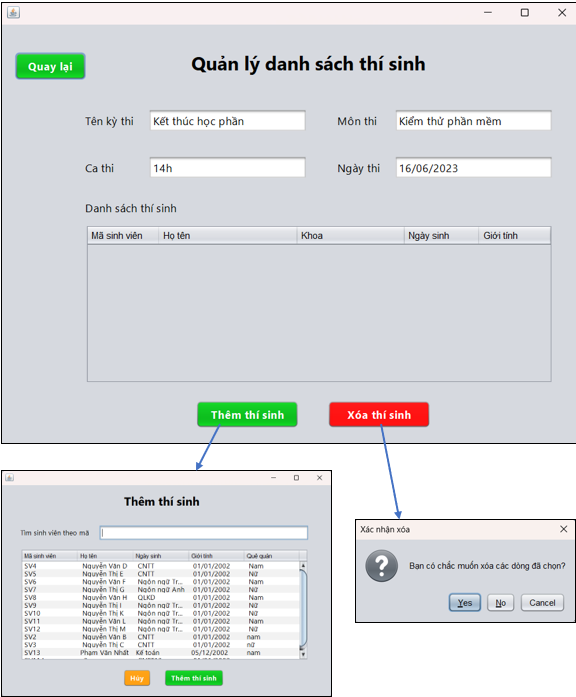 Quay lại
Quản lý danh sách thí sinh
Tên kỳ thi Kết thúc học phần Môn thi Kiểm thử phần mềm
Ca thi 14h Ngày thi 16/06/2023
Danh sách thí sinh
Mã sinh viên Họ tên Khoa Ngày sinh Giới tính
Thêm thí sinh Xóa thí sinh
Thêm thí sinh
Tìm sinh viên theo mã
Mã sinh viên Họ tên Ngày sinh Giới tính Quê quán
SV4 Nguyễn Văn D CNTT 01/01/2002 Nam
SV5 Nguyễn Thị E CNTT 01/01/2002 Nữ
SV6 Nguyễn Văn F Ngôn ngữ Tr... 01/01/2002 Nam
SV7 Nguyễn Thị G Ngôn ngữ Anh 01/01/2002 Nữ
SV8 Nguyễn Văn H QLKD 01/01/2002 Nam
SV9 Nguyễn Thị I Ngôn ngữ Tr... 01/01/2002 Nữ
SV10 Nguyễn Thị K Ngôn ngữ Tr... 01/01/2002 Nữ
SV11 Nguyễn Văn L Ngôn ngữ Tr... 01/01/2002 Nam
SV12 Nguyễn Thị M Ngôn ngữ Tr... 01/01/2002 Nữ
SV2 Nguyễn Văn B CNTT 01/01/2002 nam
SV3 Nguyễn Thị C CNTT 01/01/2002 nữ
SV13 Phạm Văn Nhất Kế toán 05/12/2002 nam
Hủy Thêm thí sinh
Xác nhận xóa
Bạn có chắc muốn xóa các dòng đã chọn?
Yes No Cancel